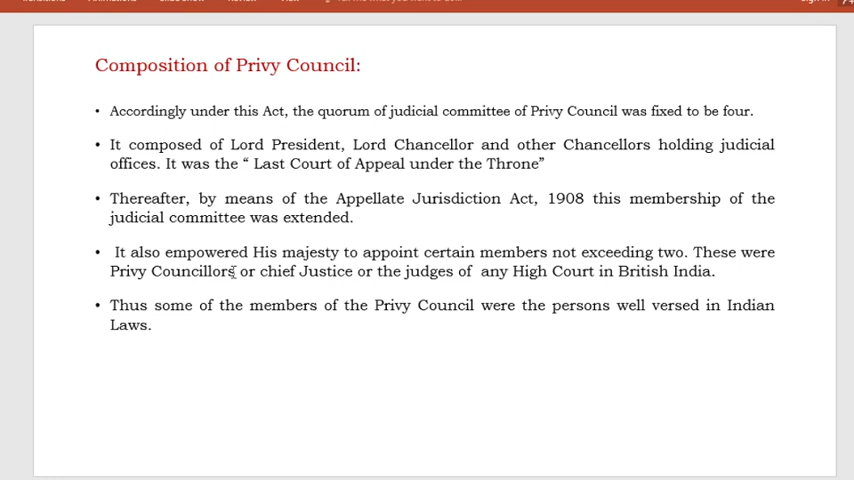 Composition of Privy Council:
• Accordingly under this Act, the quorum of judicial committee of Privy Council was fixed to be four.
• It composed of Lord President, Lord Chancellor and other Chancellors holding judicial
offices. It was the “ Last Court of Appeal under the Throne”
• Thereafter, by means of the Appellate Jurisdiction Act, 1908 this membership of the
judicial committee was extended.
• It also empowered His majesty to appoint certain members not exceeding two. These were
Privy Councillors or chief Justice or the judges of any High Court in British India.
• Thus some of the members of the Privy Council were the persons well versed in Indian
Laws.